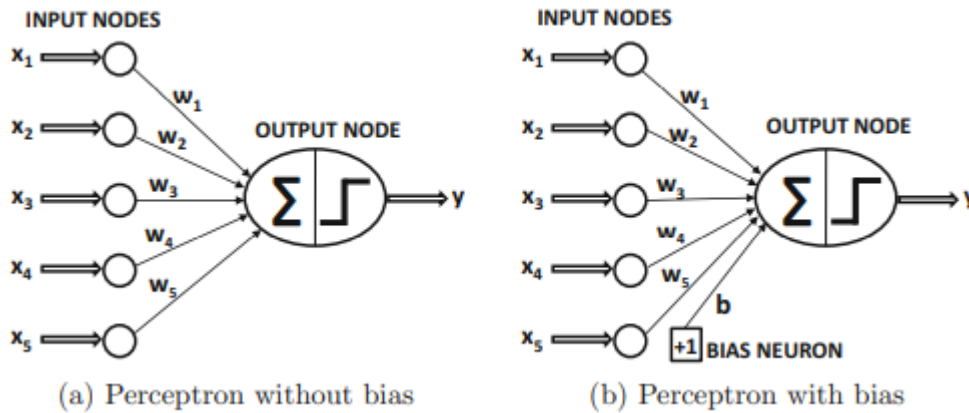 INPUT NODES
x₁
w₁
x₂
OUTPUT NODE
w₂
x₃
w₃
Σ
y
w₄
x₄
w₅
x₅
(a) Perceptron without bias
INPUT NODES
x₁
w₁
x₂
OUTPUT NODE
w₂
x₃
w₃
Σ
y
w₄
x₄
w₅
b
x₅
+1
BIAS NEURON
(b) Perceptron with bias